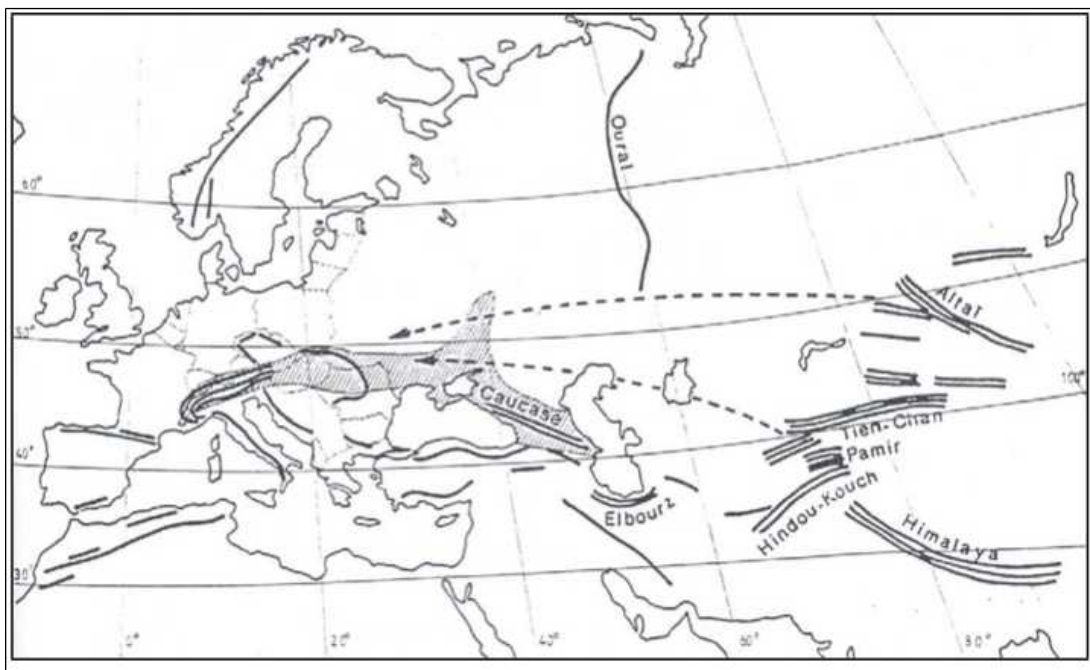 Oural
60°
Altaï
50°
100°
Caucase
Tien-Chan
Pamir
40°
Elbourz
Hindou-Kouch
Himalaya
30°
0°
20°
40°
60°
80°